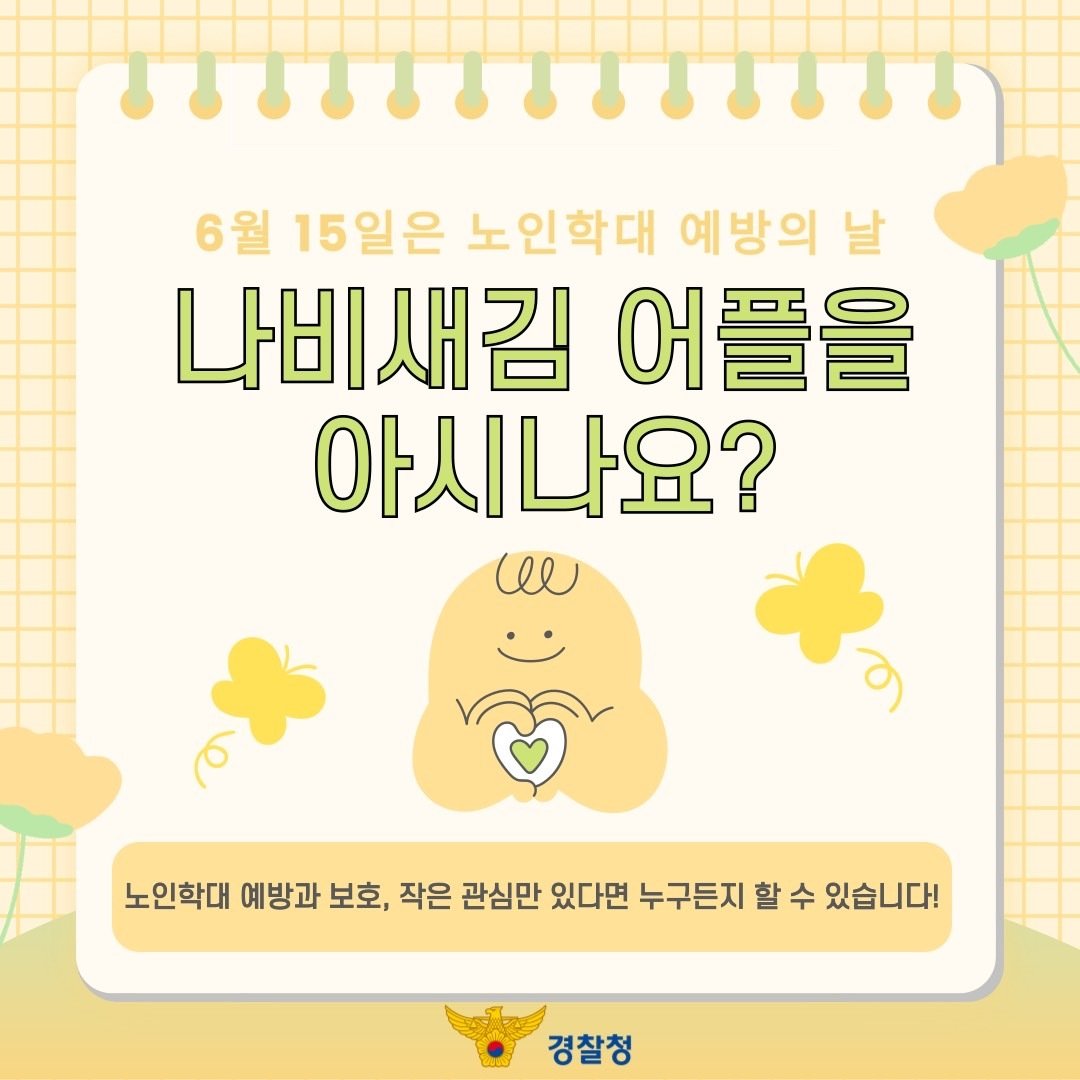 6월 15일은 노인학대 예방의 날
나비새김 어플을
아시나요?
노인학대 예방과 보호, 작은 관심만 있다면 누구든지 할 수 있습니다!
경찰청